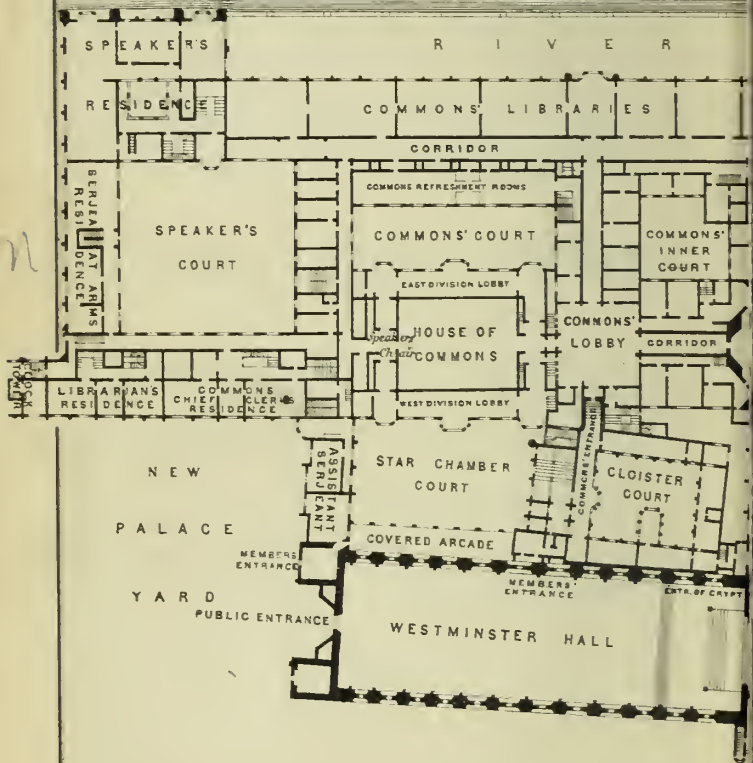 SPEAKER'S
RESIDENCE
RIVER
COMMONS' LIBRARIES
CORRIDOR
COMMONS REFRESHMENT ROOMS
SERJEANT AT ARMS
RESIDENCE
SPEAKER'S
COURT
COMMONS' COURT
COMMONS'
INNER
COURT
EAST DIVISION LOBBY
Speakers
Chair
HOUSE OF
COMMONS
COMMONS'
LOBBY
CORRIDOR
CLOCK
TOWER
LIBRARIAN'S
RESIDENCE
COMMONS
CHIEF CLERKS
RESIDENCE
WEST DIVISION LOBBY
COMMONS' ENTRANCE
ASSISTANT
SERJEANT
STAR CHAMBER
COURT
CLOISTER
COURT
NEW
PALACE
YARD
COVERED ARCADE
MEMBERS
ENTRANCE
MEMBERS'
ENTRANCE
ENTR. OF CRYPT
PUBLIC ENTRANCE
WESTMINSTER HALL